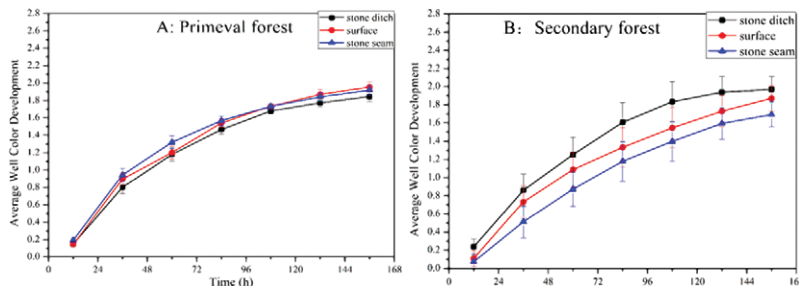 A: Primeval forest
stone ditch
surface
stone seam
Average Well Color Development
2.8
2.6
2.4
2.2
2.0
1.8
1.6
1.4
1.2
1.0
0.8
0.6
0.4
0.2
0.0
0 24 48 72 96 120 144 168
Time (h)
B: Secondary forest
stone ditch
surface
stone seam
Average Well Color Development
2.8
2.6
2.4
2.2
2.0
1.8
1.6
1.4
1.2
1.0
0.8
0.6
0.4
0.2
0.0
0 24 48 72 96 120 144 16